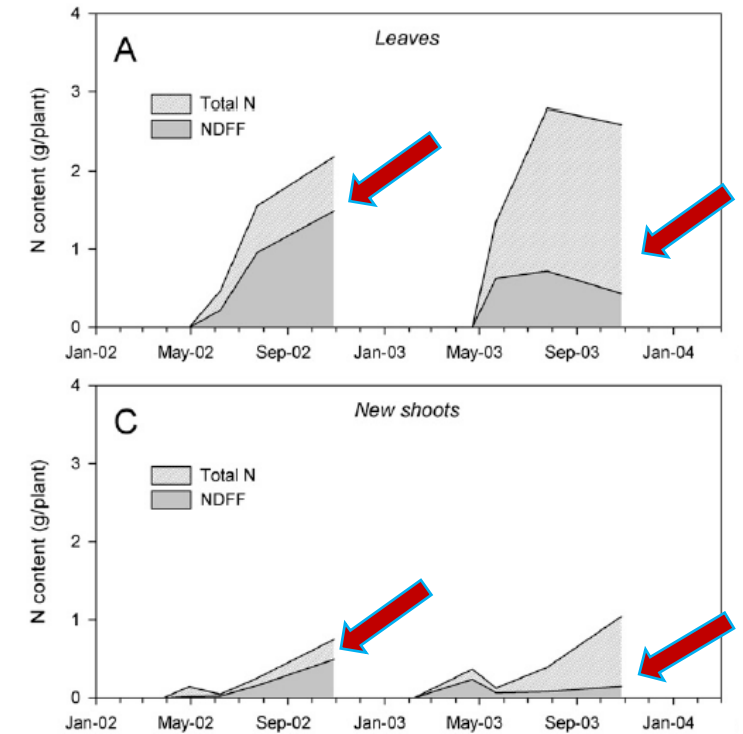 4
A
Leaves
Total N
NDFF
3
2
1
0
N content (g/plant)
Jan-02 May-02 Sep-02 Jan-03 May-03 Sep-03 Jan-04
4
C
New shoots
Total N
NDFF
3
2
1
0
N content (g/plant)
Jan-02 May-02 Sep-02 Jan-03 May-03 Sep-03 Jan-04